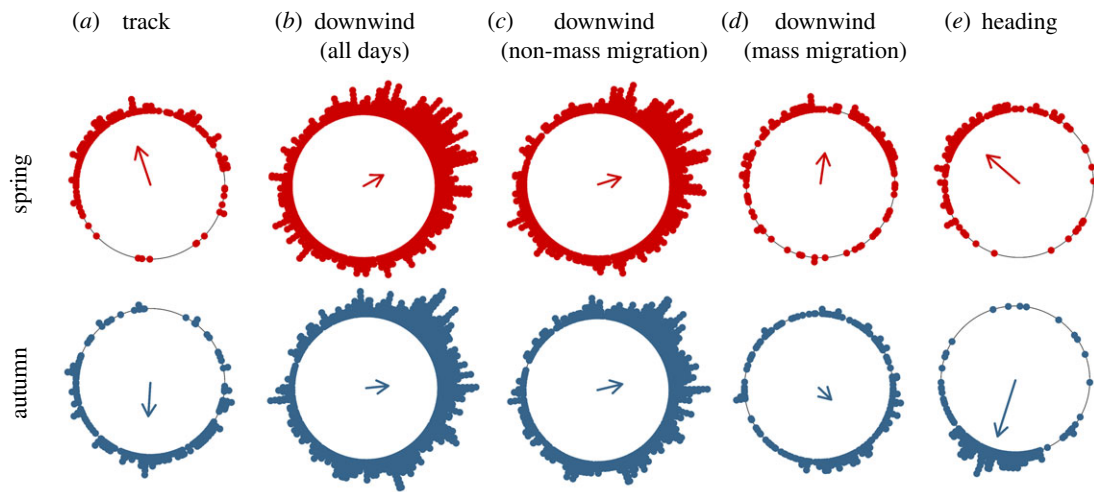 (a) track
(b) downwind
(all days)
(c) downwind
(non-mass migration)
(d) downwind
(mass migration)
(e) heading
spring
autumn